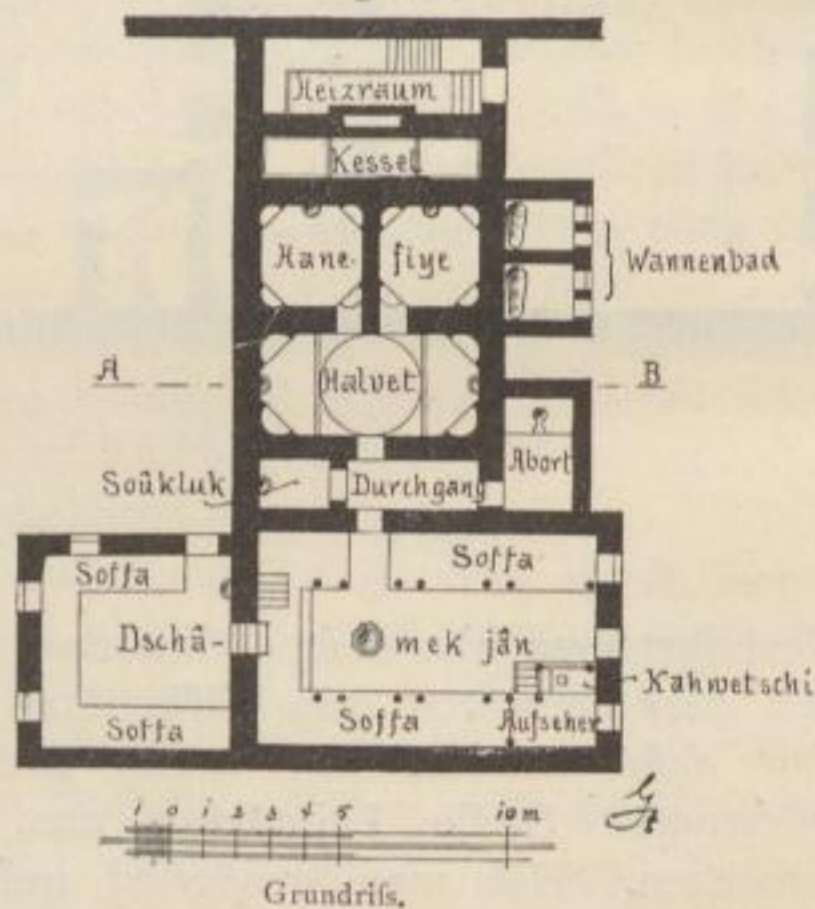 Heizraum
Kessel
Hane- fiye
Wannenbad
A
Halvet
B
Soûkluk
Durchgang
Abort
Soffa
Soffa
Dschâ-
mek jân
Kahwetschi
Soffa
Soffa
Aufseher
1 0 1 2 3 4 5 10 m
Grundriſs.